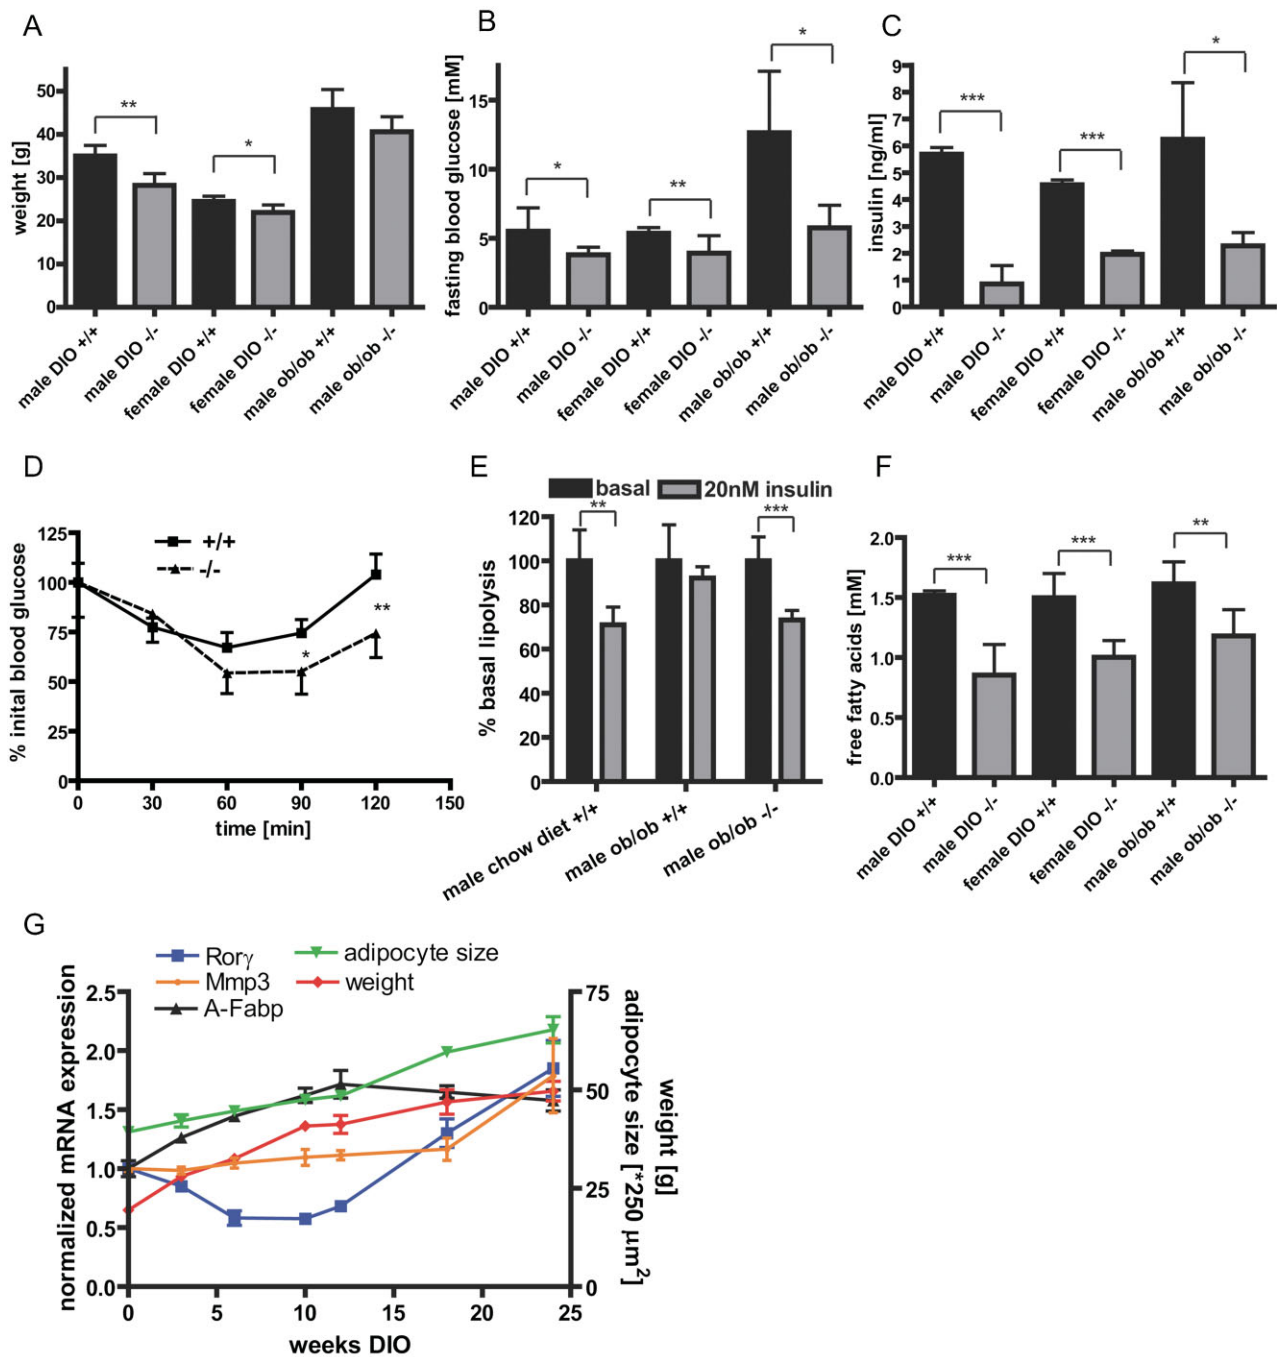 A
weight [g]
50
40
30
20
10
0
**
*
male DIO +/+
male DIO -/-
female DIO +/+
female DIO -/-
male ob/ob +/+
male ob/ob -/-
B
fasting blood glucose [mM]
15
10
5
0
*
**
*
male DIO +/+
male DIO -/-
female DIO +/+
female DIO -/-
male ob/ob +/+
male ob/ob -/-
C
insulin [ng/ml]
9
8
7
6
5
4
3
2
1
0
***
***
*
male DIO +/+
male DIO -/-
female DIO +/+
female DIO -/-
male ob/ob +/+
male ob/ob -/-
D
% inital blood glucose
125
100
75
50
25
0
+/+
-/-
*
**
0 30 60 90 120 150
time [min]
E
basal 20nM insulin
% basal lipolysis
120
100
80
60
40
20
0
**
***
male chow diet +/+
male ob/ob +/+
male ob/ob -/-
F
free fatty acids [mM]
2.0
1.5
1.0
0.5
0.0
***
***
**
male DIO +/+
male DIO -/-
female DIO +/+
female DIO -/-
male ob/ob +/+
male ob/ob -/-
G
Rorγ adipocyte size
Mmp3 weight
A-Fabp
normalized mRNA expression
2.5
2.0
1.5
1.0
0.5
0.0
75
50
25
0
weight [g]
adipocyte size [*250 μm²]
0 5 10 15 20 25
weeks DIO